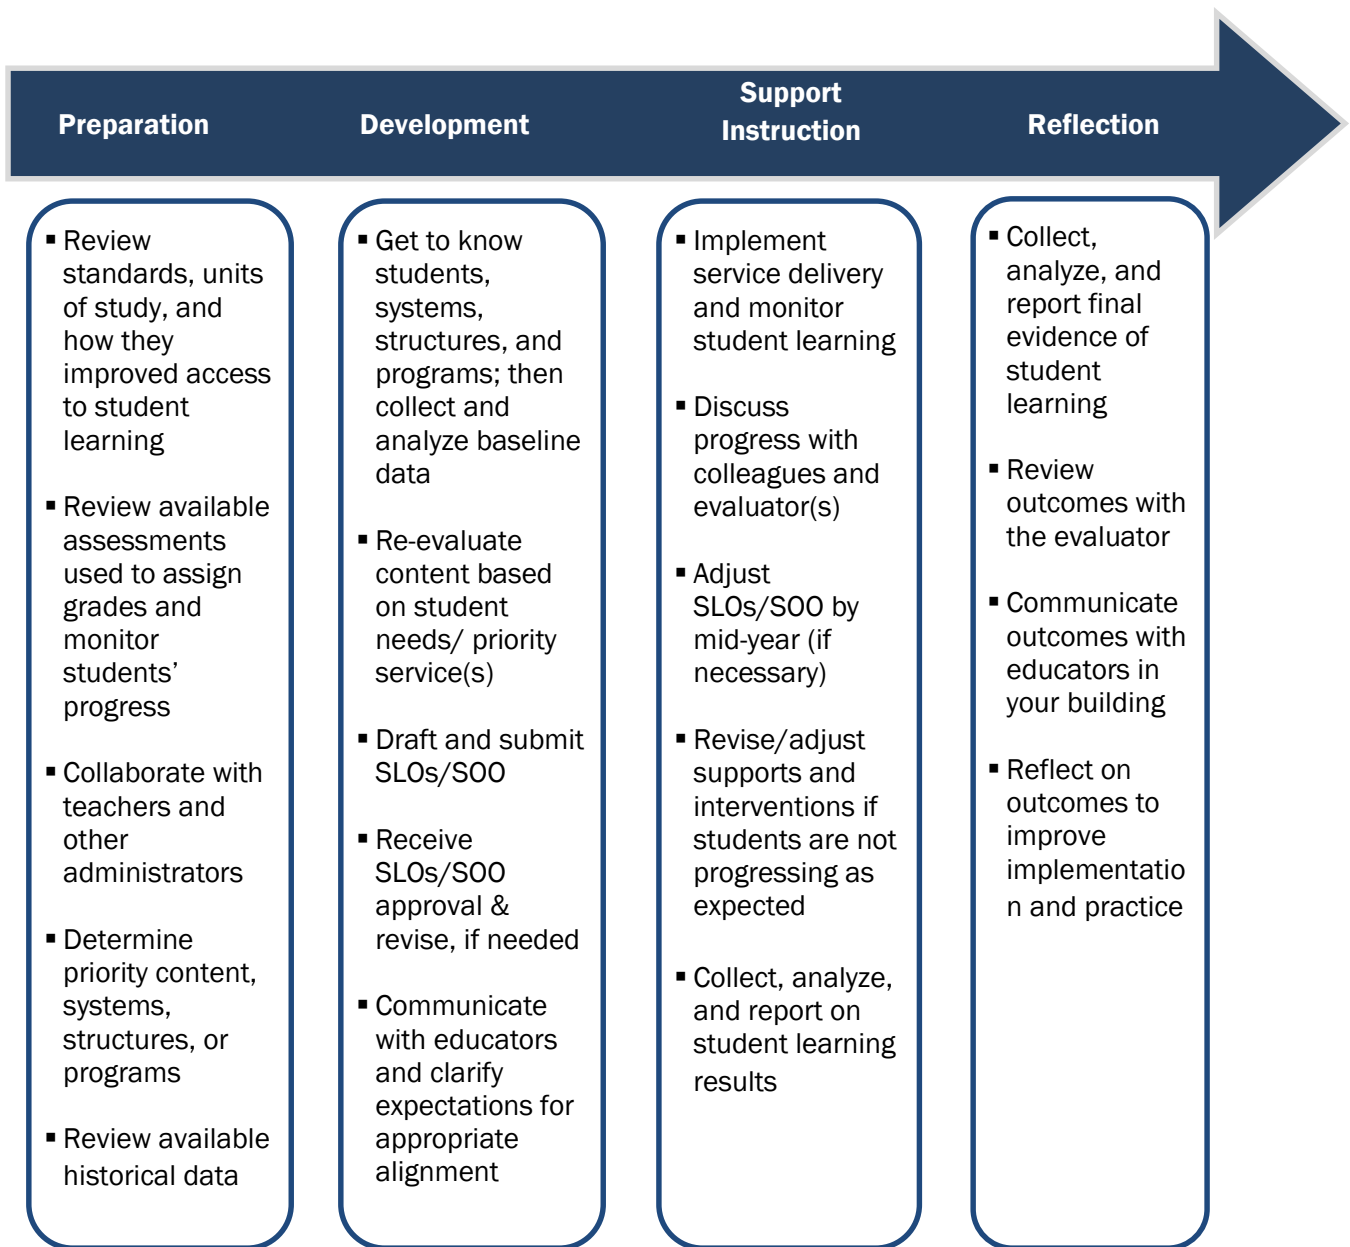 Preparation
Development
Support
Instruction
Reflection
▪ Review
standards, units
of study, and
how they
improved access
to student
learning
▪ Review available
assessments
used to assign
grades and
monitor
students’
progress
▪ Collaborate with
teachers and
other
administrators
▪ Determine
priority content,
systems,
structures, or
programs
▪ Review available
historical data
▪ Get to know
students,
systems,
structures, and
programs; then
collect and
analyze baseline
data
▪ Re-evaluate
content based
on student
needs/ priority
service(s)
▪ Draft and submit
SLOs/SOO
▪ Receive
SLOs/SOO
approval &
revise, if needed
▪ Communicate
with educators
and clarify
expectations for
appropriate
alignment
▪ Implement
service delivery
and monitor
student learning
▪ Discuss
progress with
colleagues and
evaluator(s)
▪ Adjust
SLOs/SOO by
mid-year (if
necessary)
▪ Revise/adjust
supports and
interventions if
students are not
progressing as
expected
▪ Collect, analyze,
and report on
student learning
results
▪ Collect,
analyze, and
report final
evidence of
student
learning
▪ Review
outcomes with
the evaluator
▪ Communicate
outcomes with
educators in
your building
▪ Reflect on
outcomes to
improve
implementatio
n and practice